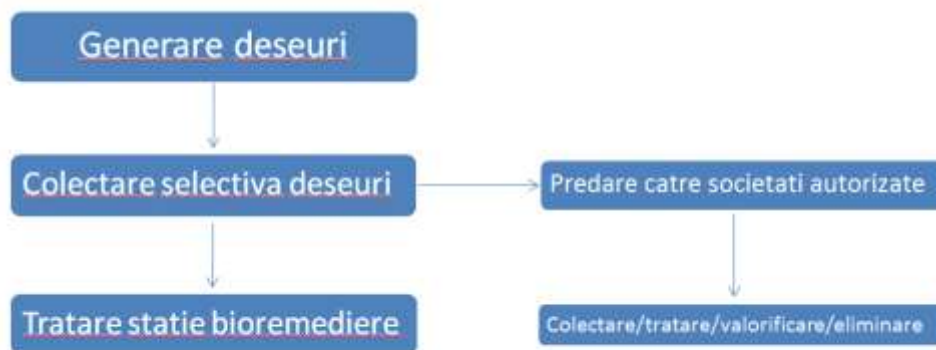 Generare deseuri
Colectare selectiva deseuri
Predare catre societati autorizate
Tratare statie bioremediere
Colectare/tratare/valorificare/eliminare